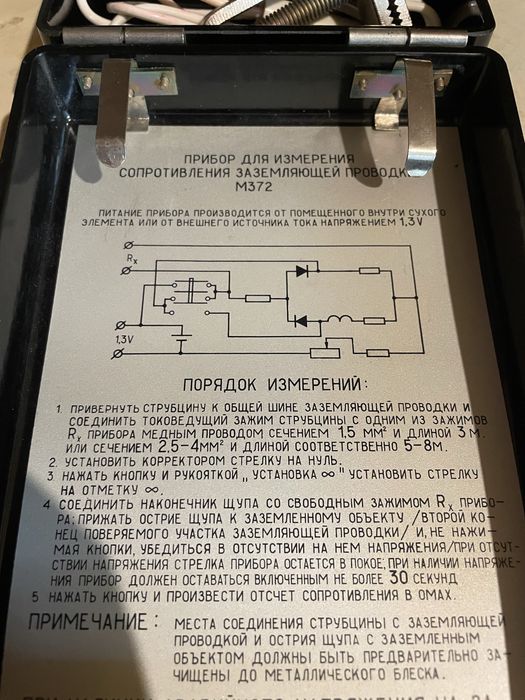 ПРИБОР ДЛЯ ИЗМЕРЕНИЯ
СОПРОТИВЛЕНИЯ ЗАЗЕМЛЯЮЩЕЙ
М372
ПИТАНИЕ ПРИБОРА ПРОИЗВОДИТСЯ ОТ ПОМЕЩЕННОГО ВНУТРИ СУХОГО
ЭЛЕМЕНТА ИЛИ ОТ ВНЕШНЕГО ИСТОЧНИКА ТОКА НАПРЯЖЕНИЕМ 1,3 V
Rx
1,3V
ПОРЯДОК ИЗМЕРЕНИЙ:
1. ПРИВЕРНУТЬ СТРУБЦИНУ К ОБЩЕЙ ШИНЕ ЗАЗЕМЛЯЮЩЕЙ ПРОВОДКИ И
СОЕДИНИТЬ ТОКОВЕДУЩИЙ ЗАЖИМ СТРУБЦИНЫ С ОДНИМ ИЗ ЗАЖИМОВ
Rx ПРИБОРА МЕДНЫМ ПРОВОДОМ СЕЧЕНИЕМ 1,5 ММ² И ДЛИНОЙ 3 М.
ИЛИ СЕЧЕНИЕМ 2,5-4ММ² И ДЛИНОЙ СООТВЕТСТВЕННО 5-8М.
2. УСТАНОВИТЬ КОРРЕКТОРОМ СТРЕЛКУ НА НУЛЬ.
3 НАЖАТЬ КНОПКУ И РУКОЯТКОЙ „УСТАНОВКА ∞" УСТАНОВИТЬ СТРЕЛКУ
НА ОТМЕТКУ ∞.
4 СОЕДИНИТЬ НАКОНЕЧНИК ЩУПА СО СВОБОДНЫМ ЗАЖИМОМ Rx ПРИБО-
РА; ПРИЖАТЬ ОСТРИЕ ЩУПА К ЗАЗЕМЛЕННОМУ ОБЪЕКТУ /ВТОРОЙ КО-
НЕЦ ПОВЕРЯЕМОГО УЧАСТКА ЗАЗЕМЛЯЮЩЕЙ ПРОВОДКИ/ И, НЕ НАЖИ-
МАЯ КНОПКИ, УБЕДИТЬСЯ В ОТСУТСТВИИ НА НЕМ НАПРЯЖЕНИЯ/ПРИ ОТСУТ-
СТВИИ НАПРЯЖЕНИЯ СТРЕЛКА ПРИБОРА ОСТАЕТСЯ В ПОКОЕ, ПРИ НАЛИЧИИ НАПРЯЖЕ-
НИЯ ПРИБОР ДОЛЖЕН ОСТАВАТЬСЯ ВКЛЮЧЕННЫМ НЕ БОЛЕЕ 30 СЕКУНД
5 НАЖАТЬ КНОПКУ И ПРОИЗВЕСТИ ОТСЧЕТ СОПРОТИВЛЕНИЯ В ОМАХ.
ПРИМЕЧАНИЕ: МЕСТА СОЕДИНЕНИЯ СТРУБЦИНЫ С ЗАЗЕМЛЯЮЩЕЙ
ПРОВОДКОЙ И ОСТРИЯ ЩУПА С ЗАЗЕМЛЕННЫМ
ОБЪЕКТОМ ДОЛЖНЫ БЫТЬ ПРЕДВАРИТЕЛЬНО ЗА-
ЧИЩЕНЫ ДО МЕТАЛЛИЧЕСКОГО БЛЕСКА.